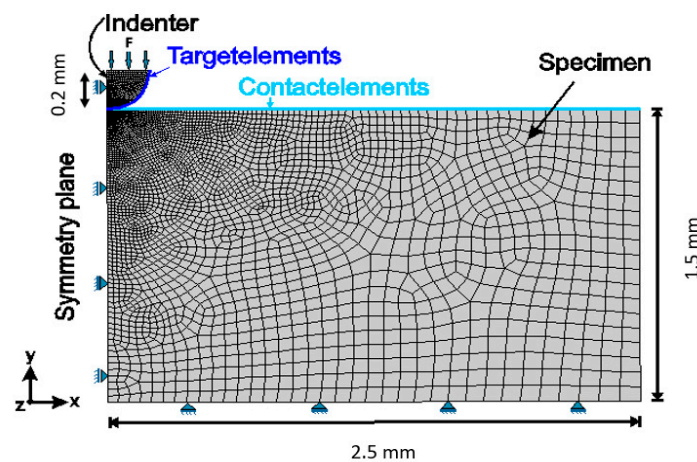 Indenter
F
Targetelements
0.2 mm
Contactelements
Specimen
Symmetry plane
1.5 mm
y
z
x
2.5 mm